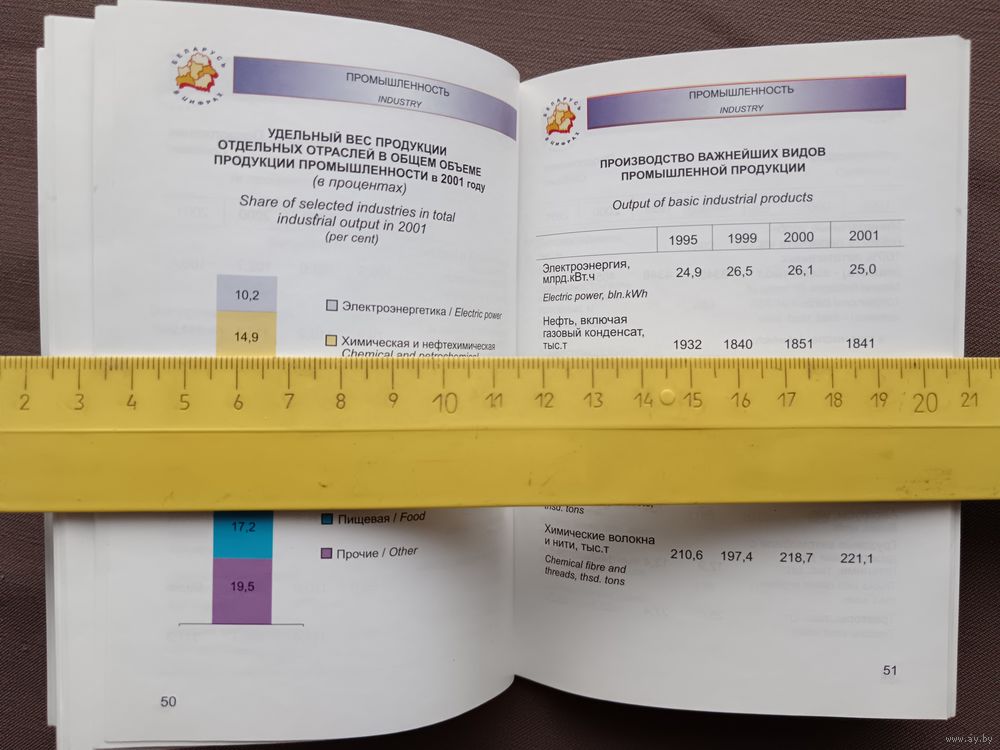 БЕЛАРУСЬ
В ЦИФРАХ
ПРОМЫШЛЕННОСТЬ
INDUSTRY
УДЕЛЬНЫЙ ВЕС ПРОДУКЦИИ
ОТДЕЛЬНЫХ ОТРАСЛЕЙ В ОБЩЕМ ОБЪЕМЕ
ПРОДУКЦИИ ПРОМЫШЛЕННОСТИ в 2001 году
(в процентах)
Share of selected industries in total
industrial output in 2001
(per cent)
10,2
Электроэнергетика / Electric power
14,9
Химическая и нефтехимическая
Chemical and petrochemical
17,2
Пищевая / Food
19,5
Прочие / Other
50
БЕЛАРУСЬ
В ЦИФРАХ
ПРОМЫШЛЕННОСТЬ
INDUSTRY
ПРОИЗВОДСТВО ВАЖНЕЙШИХ ВИДОВ
ПРОМЫШЛЕННОЙ ПРОДУКЦИИ
Output of basic industrial products
1995 1999 2000 2001
Электроэнергия,
млрд.кВт.ч 24,9 26,5 26,1 25,0
Electric power, bln.kWh
Нефть, включая
газовый конденсат,
тыс.т 1932 1840 1851 1841
thsd. tons
Химические волокна
и нити, тыс.т 210,6 197,4 218,7 221,1
Chemical fibre and
threads, thsd. tons
51
2 3 4 5 6 7 8 9 10 11 12 13 14 15 16 17 18 19 20 21
www.ay.by